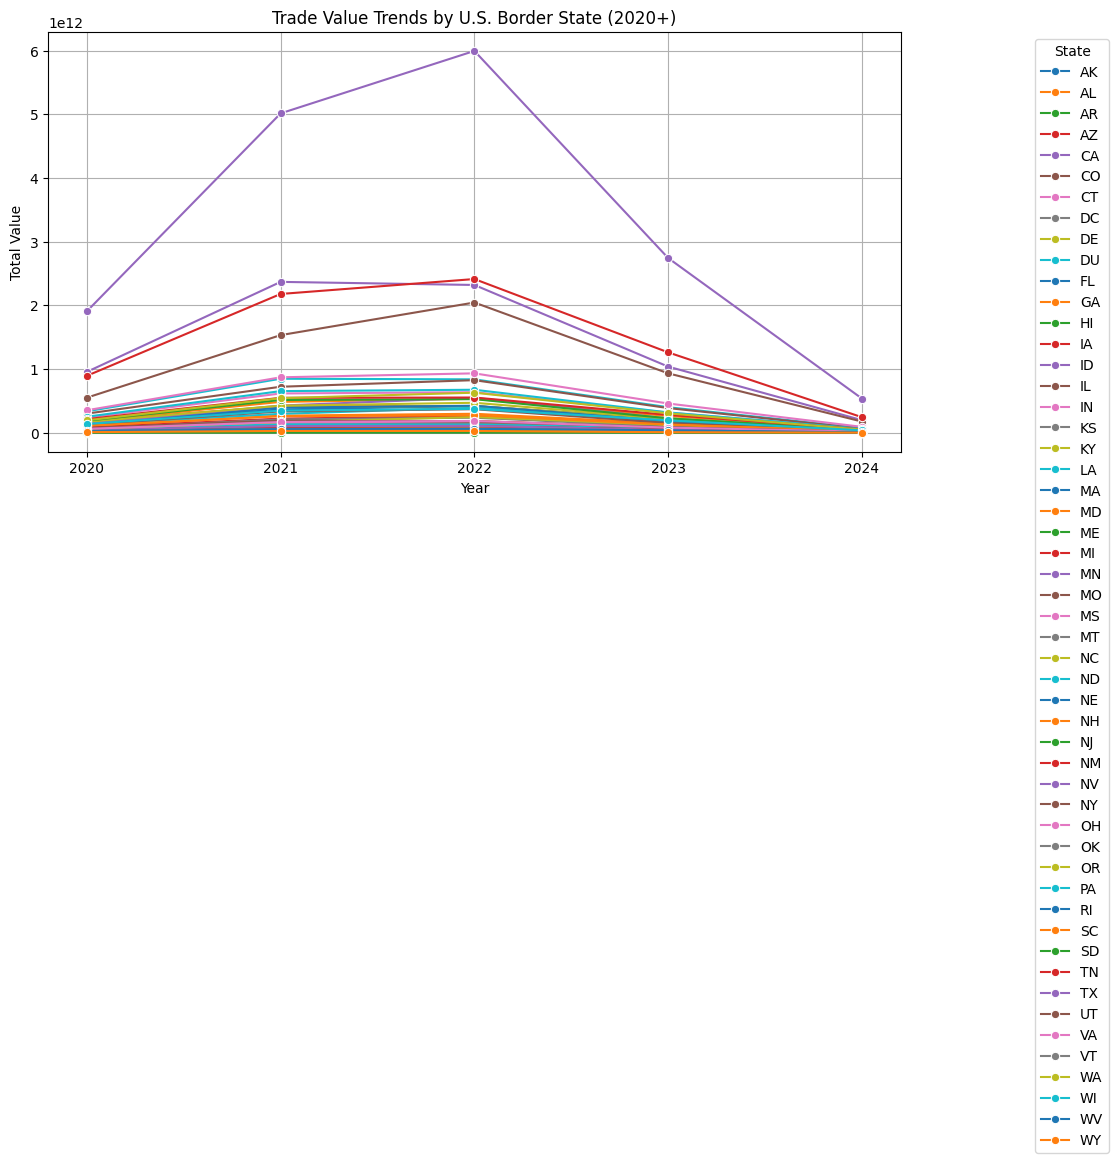 Trade Value Trends by U.S. Border State (2020+)
1e12
6
5
4
3
2
1
0
Total Value
2020 2021 2022 2023 2024
Year
State
AK
AL
AR
AZ
CA
CO
CT
DC
DE
DU
FL
GA
HI
IA
ID
IL
IN
KS
KY
LA
MA
MD
ME
MI
MN
MO
MS
MT
NC
ND
NE
NH
NJ
NM
NV
NY
OH
OK
OR
PA
RI
SC
SD
TN
TX
UT
VA
VT
WA
WI
WV
WY